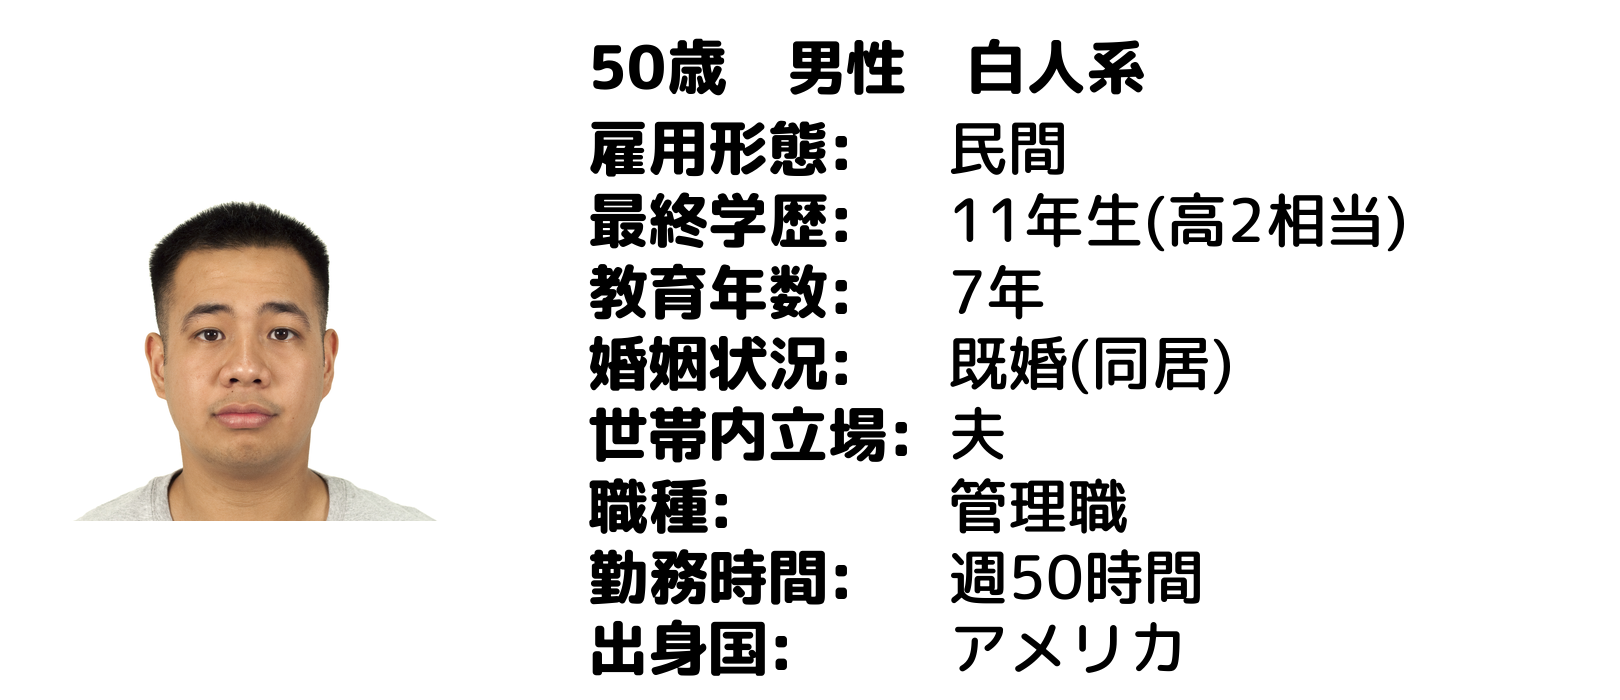 50歳　男性　白人系
雇用形態:　民間
最終学歴:　11年生(高2相当)
教育年数:　7年
婚姻状況:　既婚(同居)
世帯内立場:　夫
職種:　管理職
勤務時間:　週50時間
出身国:　アメリカ